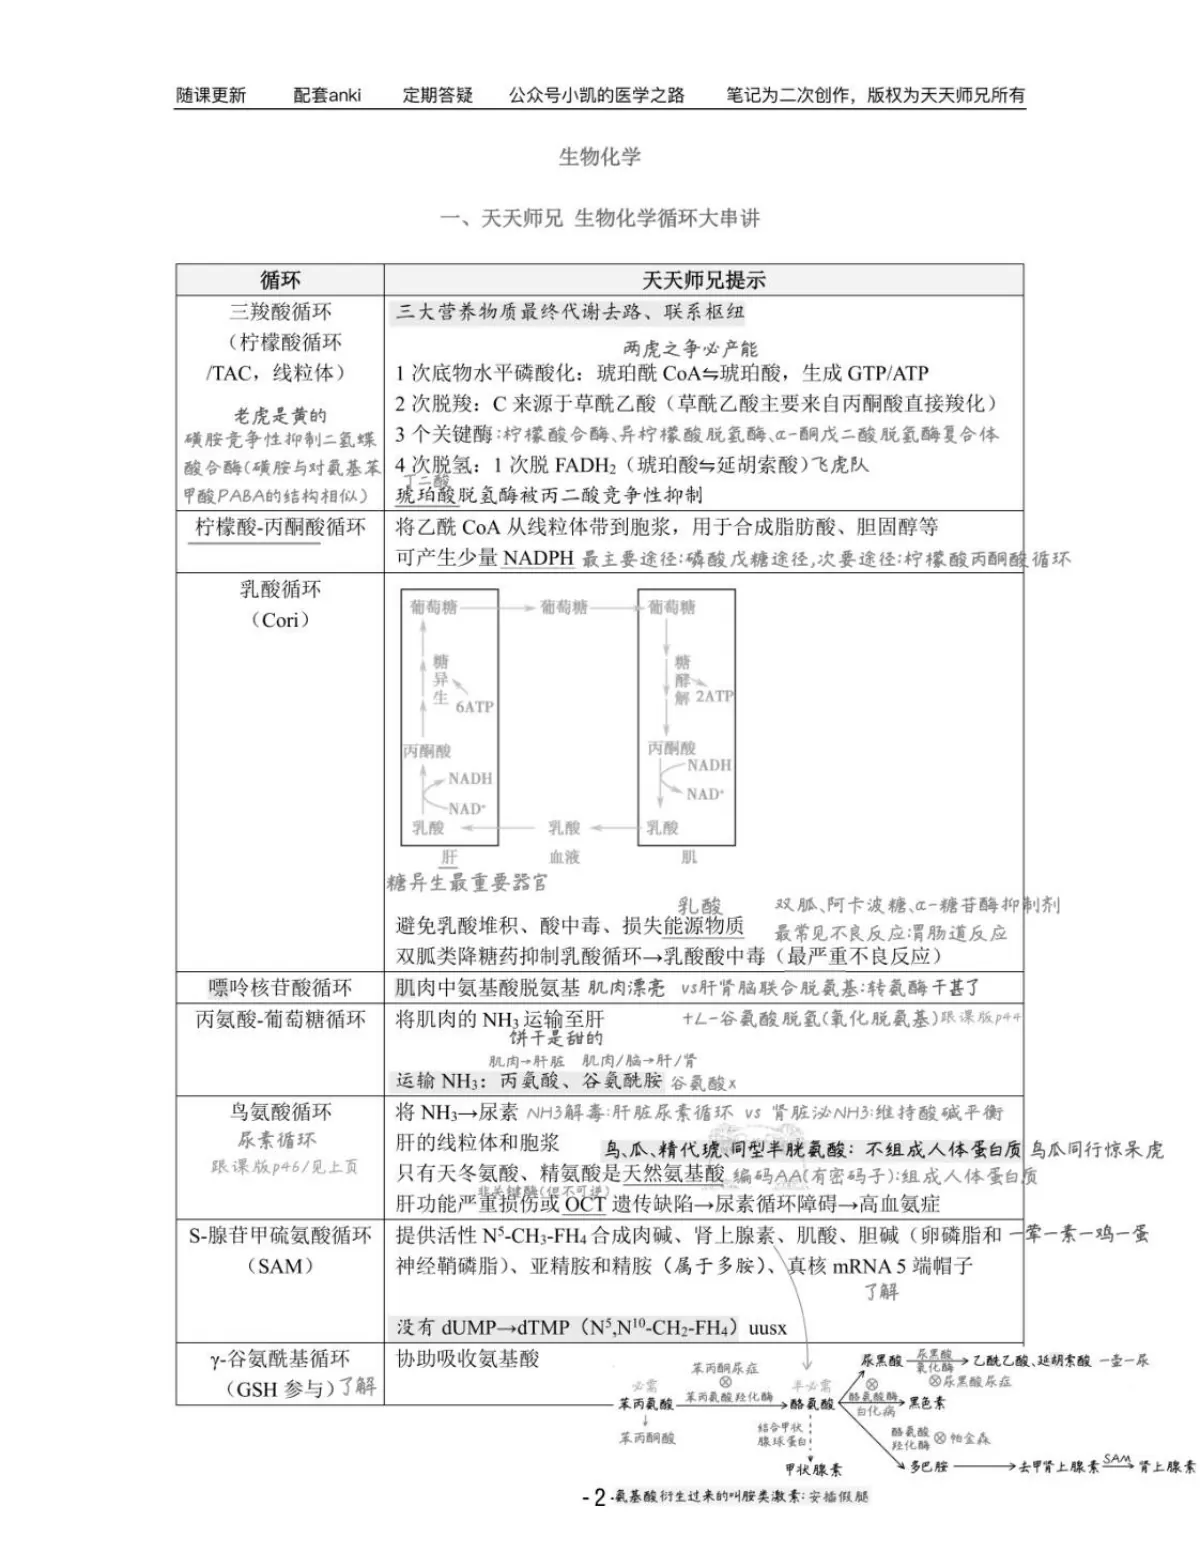 随课更新 配套anki 定期答疑 公众号小凯的医学之路 笔记为二次创作，版权为天天师兄所有
生物化学
一、天天师兄 生物化学循环大串讲
循环 天天师兄提示
三羧酸循环
（柠檬酸循环
/TAC，线粒体）
老虎是黄的
磺胺竞争性抑制二氢蝶
酸合酶(磺胺与对氨基苯
甲酸PABA的结构相似)
三大营养物质最终代谢去路、联系枢纽
两虎之争必产能
1 次底物水平磷酸化：琥珀酰 CoA⇋琥珀酸，生成 GTP/ATP
2 次脱羧：C 来源于草酰乙酸（草酰乙酸主要来自丙酮酸直接羧化）
3 个关键酶:柠檬酸合酶、异柠檬酸脱氢酶、α-酮戊二酸脱氢酶复合体
4 次脱氢：1 次脱 FADH₂（琥珀酸⇋延胡索酸）飞虎队
丁二酸
琥珀酸脱氢酶被丙二酸竞争性抑制
柠檬酸-丙酮酸循环
将乙酰 CoA 从线粒体带到胞浆，用于合成脂肪酸、胆固醇等
可产生少量 NADPH 最主要途径:磷酸戊糖途径,次要途径:柠檬酸丙酮酸循环
乳酸循环
（Cori）
葡萄糖 葡萄糖 葡萄糖
糖异生 6ATP
糖酵解 2ATP
丙酮酸 丙酮酸
NADH NADH
NAD⁺ NAD⁺
乳酸 乳酸 乳酸
肝 血液 肌
糖异生最重要器官
乳酸 双胍、阿卡波糖、α-糖苷酶抑制剂
避免乳酸堆积、酸中毒、损失能源物质 最常见不良反应:胃肠道反应
双胍类降糖药抑制乳酸循环→乳酸酸中毒（最严重不良反应）
嘌呤核苷酸循环 肌肉中氨基酸脱氨基 肌肉漂亮 vs肝肾脑联合脱氨基:转氨酶干甚了
丙氨酸-葡萄糖循环 将肌肉的 NH₃ 运输至肝 +L-谷氨酸脱氢(氧化脱氨基)跟课版p44
饼干是甜的
肌肉→肝脏 肌肉/脑→肝/肾
运输 NH₃：丙氨酸、谷氨酰胺 谷氨酸x
鸟氨酸循环
尿素循环
跟课版p46/见上页
将 NH₃→尿素 NH3解毒:肝脏尿素循环 vs 肾脏泌NH3:维持酸碱平衡
肝的线粒体和胞浆 鸟、瓜、精代琥、同型半胱氨酸：不组成人体蛋白质 鸟瓜同行惊呆虎
只有天冬氨酸、精氨酸是天然氨基酸 编码AA(有密码子):组成人体蛋白质
非关键酶(但不可逆)
肝功能严重损伤或 OCT 遗传缺陷→尿素循环障碍→高血氨症
S-腺苷甲硫氨酸循环
（SAM）
提供活性 N⁵-CH₃-FH₄ 合成肉碱、肾上腺素、肌酸、胆碱（卵磷脂和 一荤一素一鸡一蛋
神经鞘磷脂）、亚精胺和精胺（属于多胺）、真核 mRNA 5 端帽子
了解
没有 dUMP→dTMP（N⁵,N¹⁰-CH₂-FH₄）uusx
γ-谷氨酰基循环
（GSH 参与）了解
协助吸收氨基酸
苯丙酮尿症 尿黑酸 尿黑酸氧化酶 乙酰乙酸、延胡索酸 一壶一尿
⊗ ⊗ ⊗尿黑酸尿症
必需 半必需
苯丙氨酸 苯丙氨酸羟化酶 酪氨酸 酪氨酸酶 黑色素
白化病
苯丙酮酸 结合甲状腺球蛋白 酪氨酸羟化酶 ⊗ 帕金森
甲状腺素 多巴胺 去甲肾上腺素 SAM 肾上腺素
- 2 ·氨基酸衍生过来的叫胺类激素:安插假腿